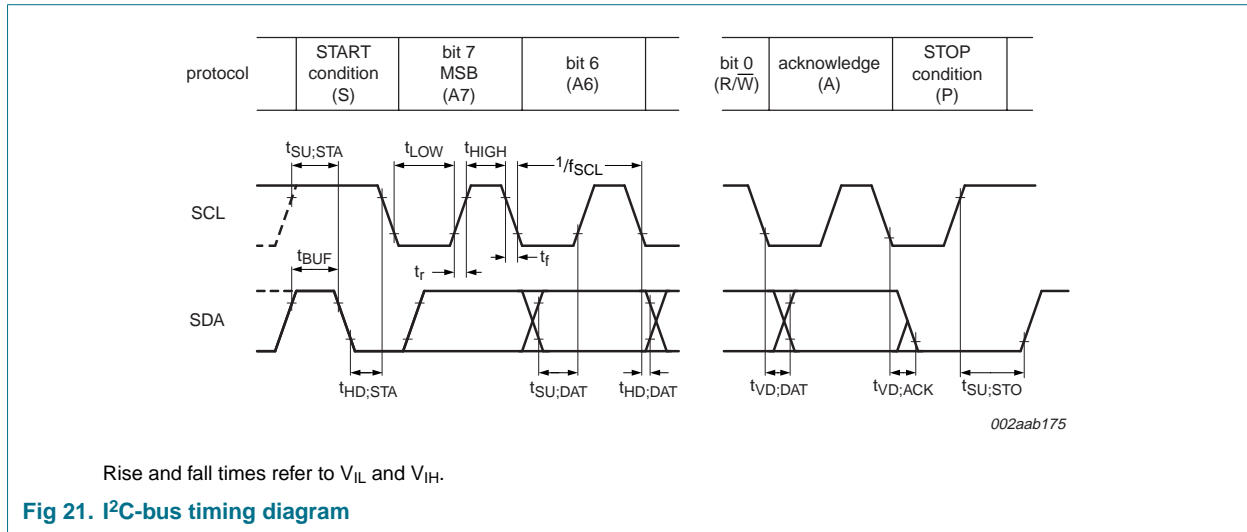 protocol
START
condition
(S)
bit 7
MSB
(A7)
bit 6
(A6)
bit 0
(R/W̅)
acknowledge
(A)
STOP
condition
(P)
tSU;STA
tLOW
tHIGH
1/fSCL
SCL
tBUF
tr
tf
SDA
tHD;STA
tSU;DAT
tHD;DAT
tVD;DAT
tVD;ACK
tSU;STO
002aab175
Rise and fall times refer to VIL and VIH.
Fig 21. I²C-bus timing diagram